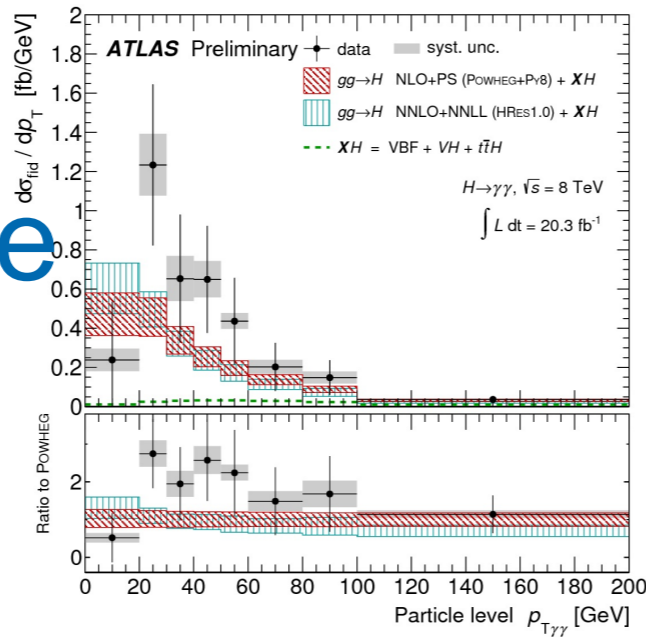 ATLAS Preliminary data syst. unc.
gg→H NLO+PS (POWHEG+PY8) + XH
gg→H NNLO+NNLL (HRES1.0) + XH
XH = VBF + VH + tt̄H
H→γγ, √s = 8 TeV
∫ L dt = 20.3 fb⁻¹
dσ_fid / dp_T [fb/GeV]
2
1.8
1.6
1.4
1.2
1
0.8
0.6
0.4
0.2
0
e
Ratio to POWHEG
2
0
0 20 40 60 80 100 120 140 160 180 200
Particle level p_Tγγ [GeV]